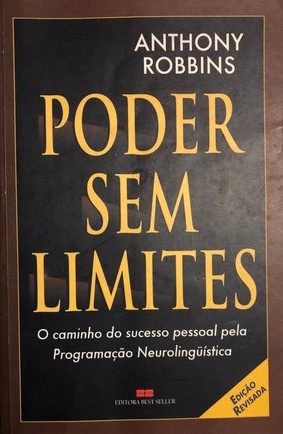 ANTHONY
ROBBINS
PODER
SEM
LIMITES
O caminho do sucesso pessoal pela
Programação Neurolingüística
EDIÇÃO
REVISADA
EDITORA BEST SELLER